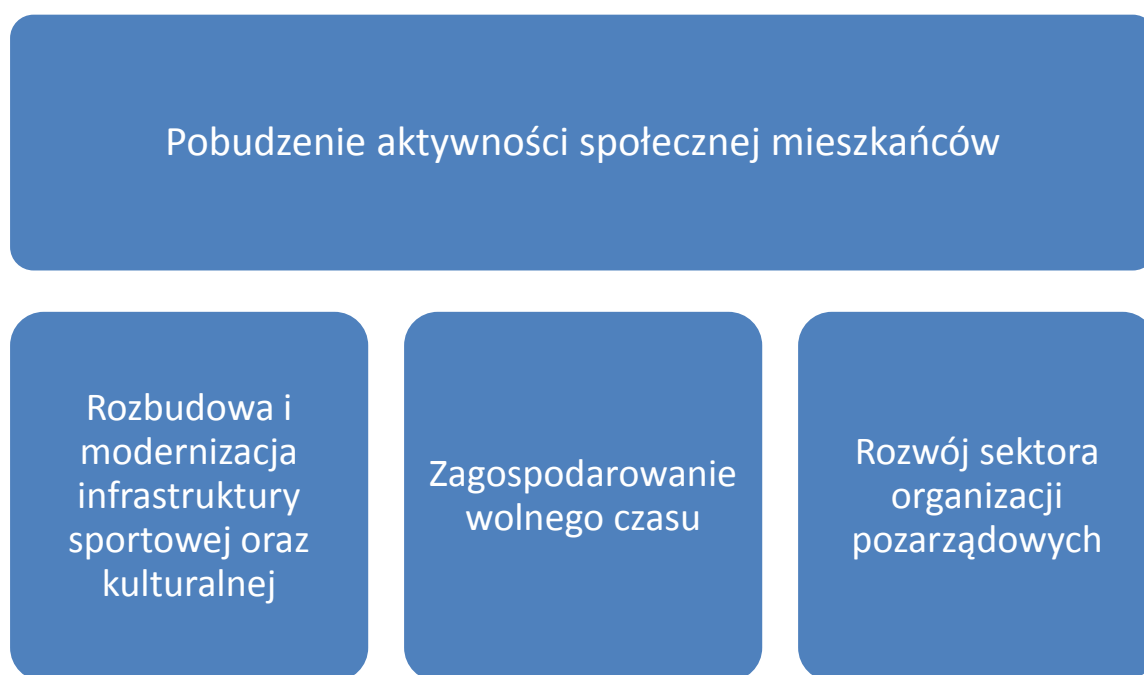 Pobudzenie aktywności społecznej mieszkańców
Rozbudowa i
modernizacja
infrastruktury
sportowej oraz
kulturalnej
Zagospodarowanie
wolnego czasu
Rozwój sektora
organizacji
pozarządowych